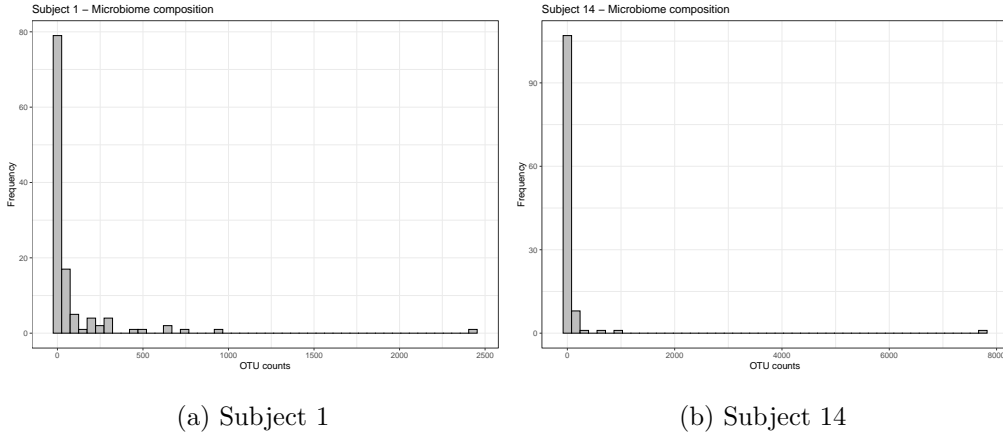 Subject 1 – Microbiome composition
80
60
40
20
0
Frequency
0 500 1000 1500 2000 2500
OTU counts
(a) Subject 1
Subject 14 – Microbiome composition
90
60
30
0
Frequency
0 2000 4000 6000 8000
OTU counts
(b) Subject 14